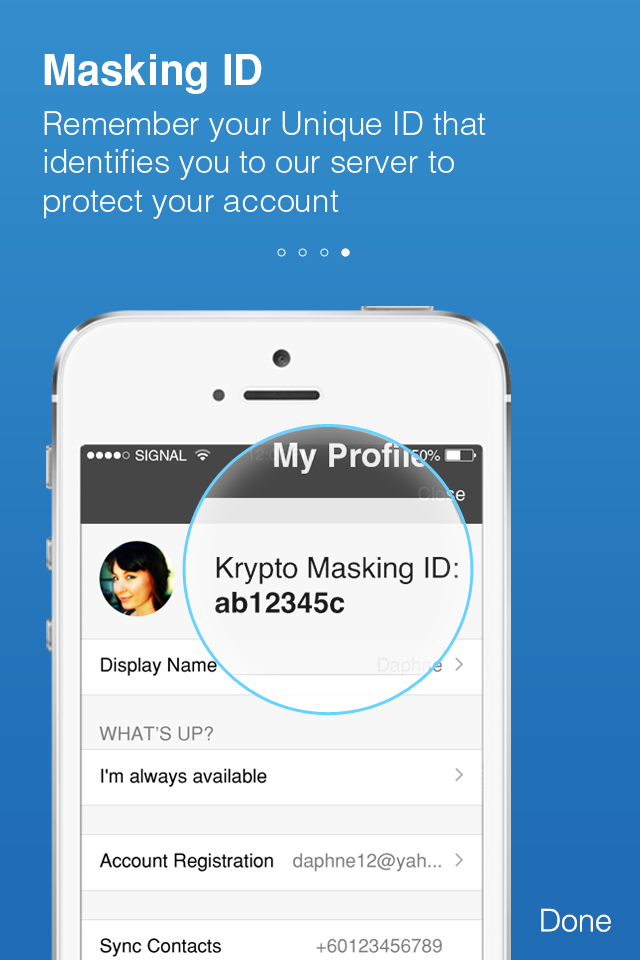 Masking ID
Remember your Unique ID that
identifies you to our server to
protect your account
SIGNAL
50%
My Profile
Close
Krypto Masking ID:
ab12345c
Display Name Daphne
WHAT'S UP?
I'm always available
Account Registration daphne12@yah...
Sync Contacts +60123456789
Done